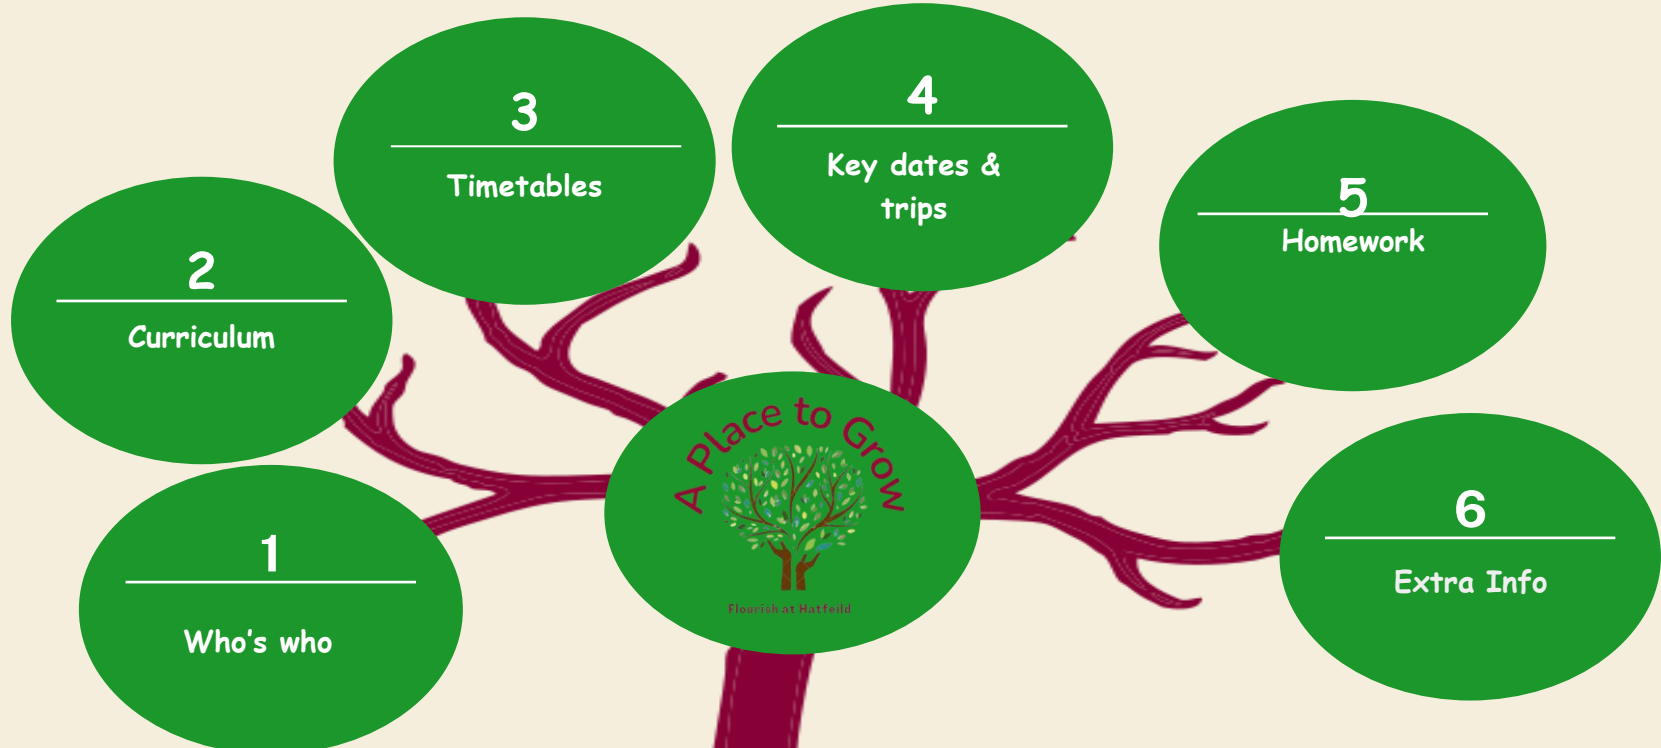 3
Timetables
4
Key dates &
trips
5
Homework
2
Curriculum
A Place to Grow
Flourish at Hatfeild
1
Who's who
6
Extra Info